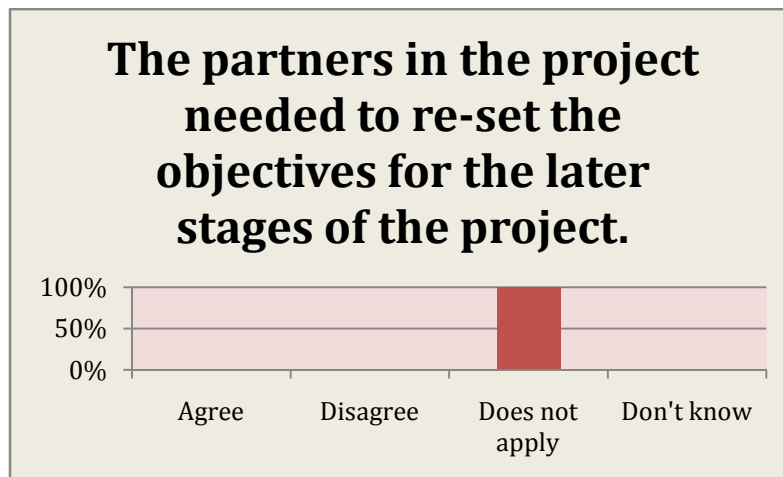 The partners in the project
needed to re-set the
objectives for the later
stages of the project.
100%
50%
0%
Agree
Disagree
Does not
apply
Don't know